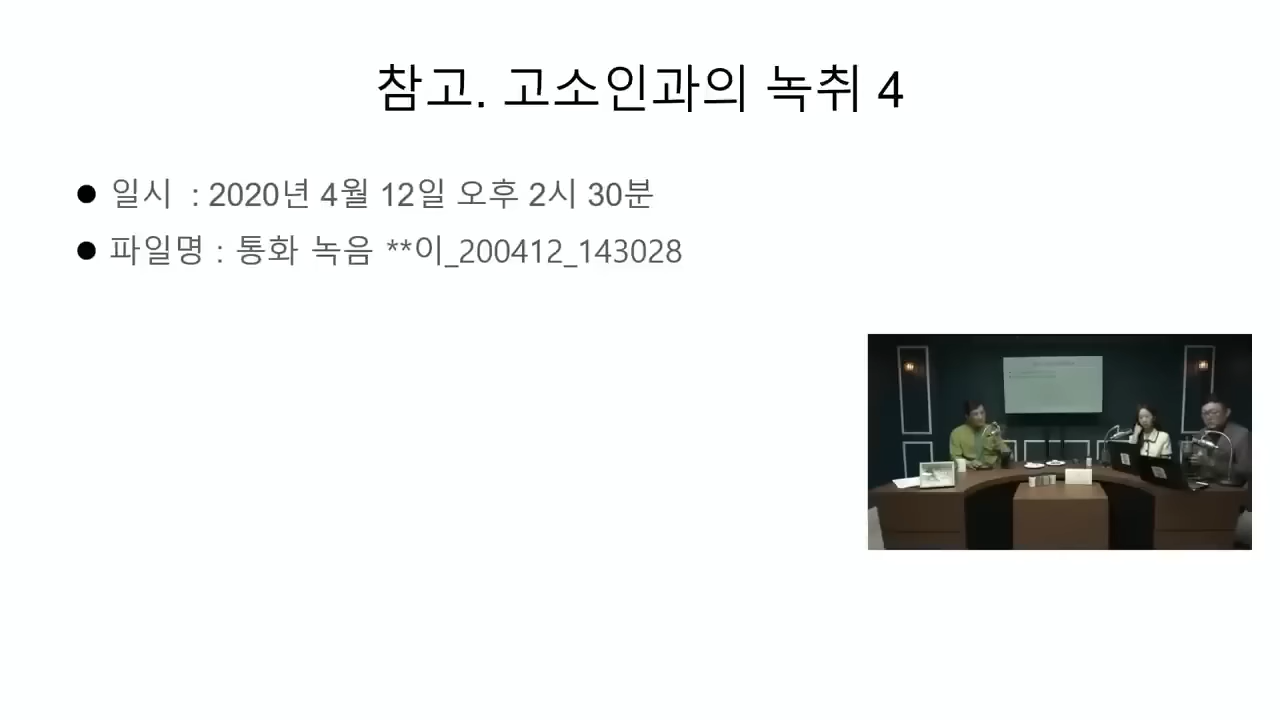 참고. 고소인과의 녹취 4
● 일시 : 2020년 4월 12일 오후 2시 30분
● 파일명 : 통화 녹음 **이_200412_143028